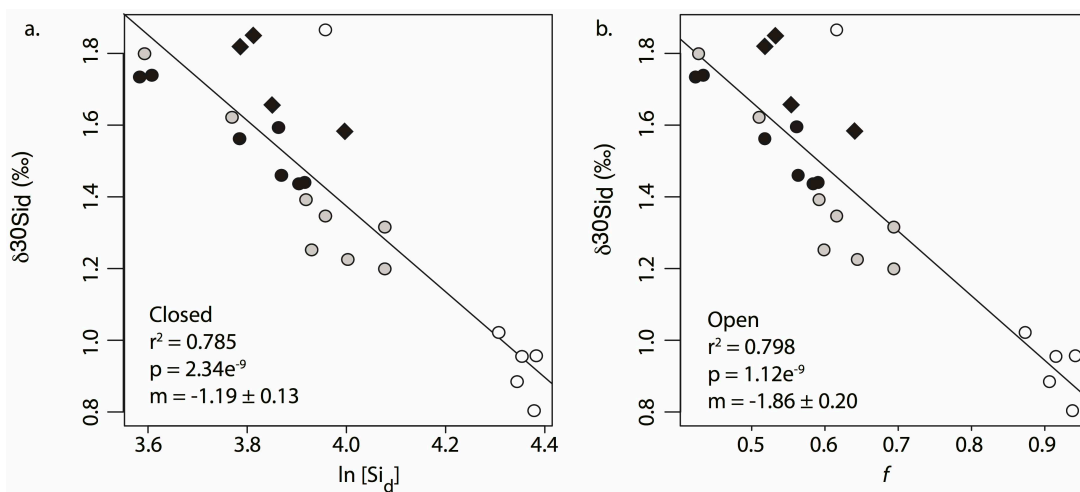 a.
δ30Sid (‰)
1.8
1.6
1.4
1.2
1.0
0.8
Closed
r² = 0.785
p = 2.34e⁻⁹
m = -1.19 ± 0.13
3.6 3.8 4.0 4.2 4.4
ln [Si_d]
b.
δ30Sid (‰)
1.8
1.6
1.4
1.2
1.0
0.8
Open
r² = 0.798
p = 1.12e⁻⁹
m = -1.86 ± 0.20
0.5 0.6 0.7 0.8 0.9
f